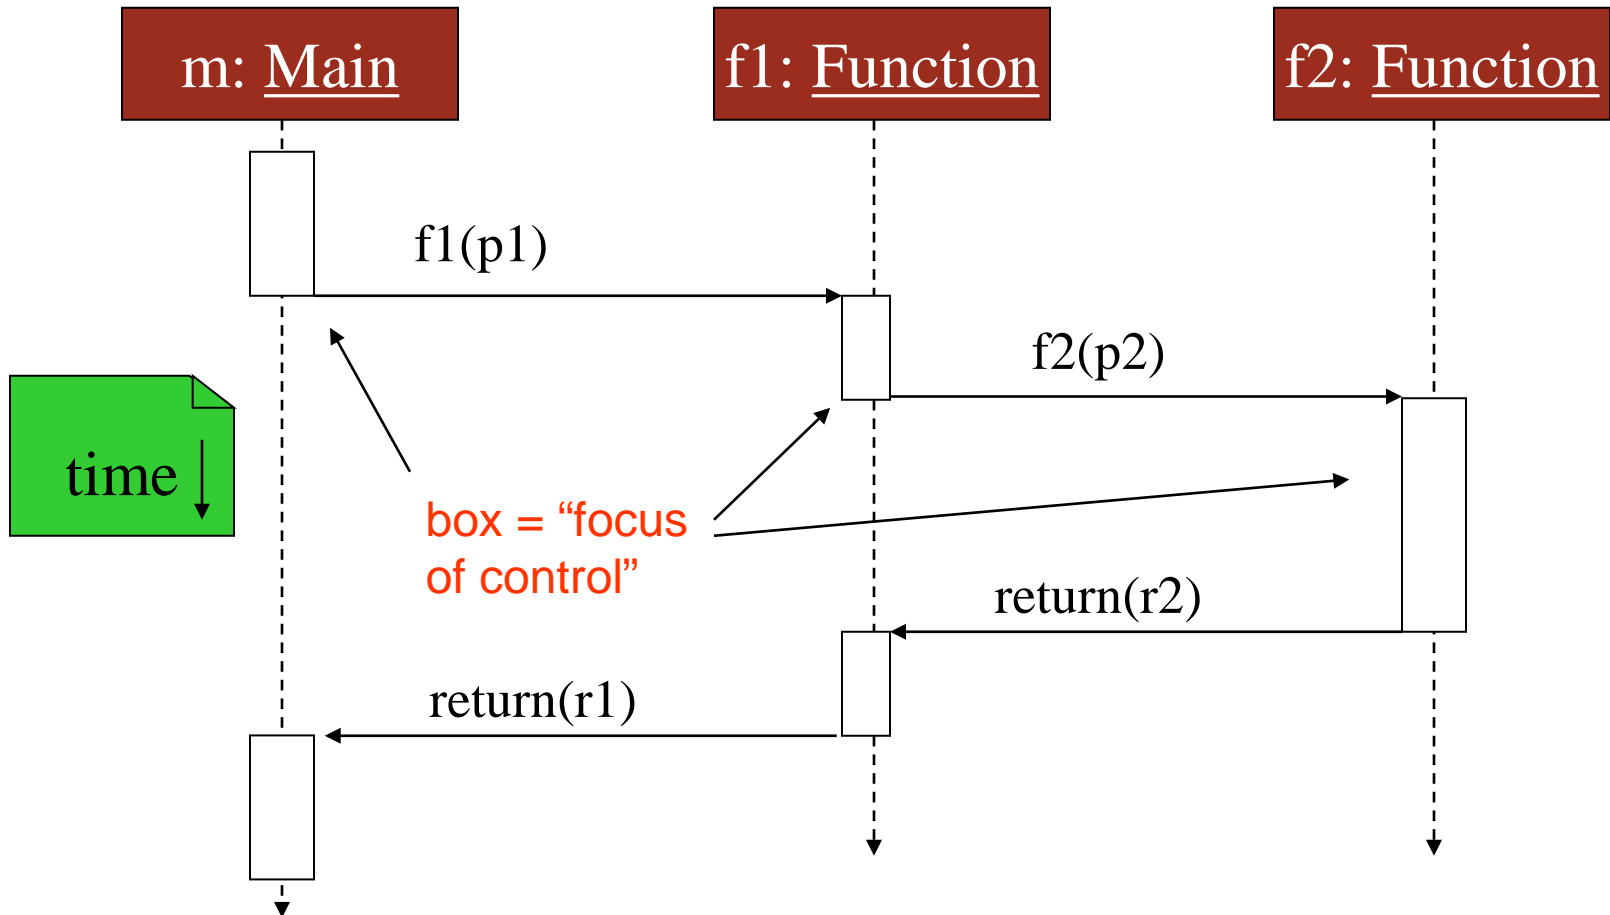 m: Main
f1: Function
f2: Function
f1(p1)
f2(p2)
time
box = “focus
of control”
return(r2)
return(r1)